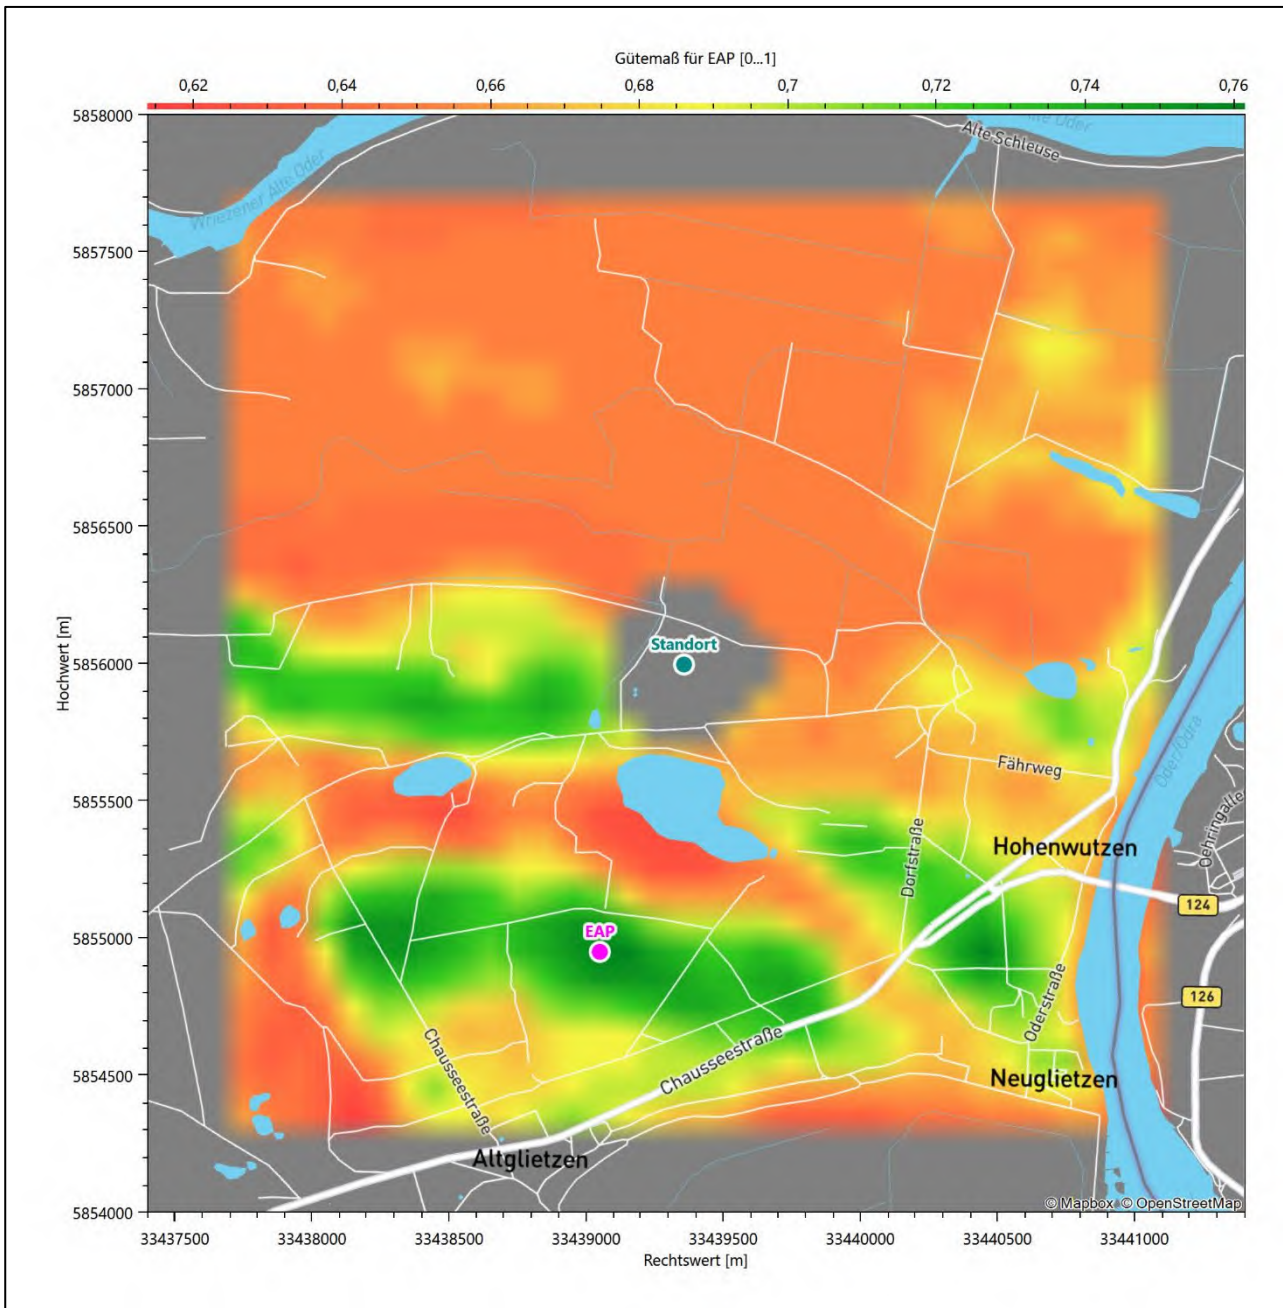 Gütemaß für EAP [0...1]
0,62 0,64 0,66 0,68 0,7 0,72 0,74 0,76
5858000
Alte Oder
Alte Schleuse
Wriezener Alte Oder
5857500
5857000
5856500
Standort
5856000
Hochwert [m]
Oder/Odra
Fährweg
5855500
Oehringallee
Hohenwutzen
Dorfstraße
124
EAP
5855000
126
Oderstraße
Chausseestraße
Chausseestraße
5854500
Neuglietzen
Altglietzen
© Mapbox © OpenStreetMap
5854000
33437500 33438000 33438500 33439000 33439500 33440000 33440500 33441000
Rechtswert [m]